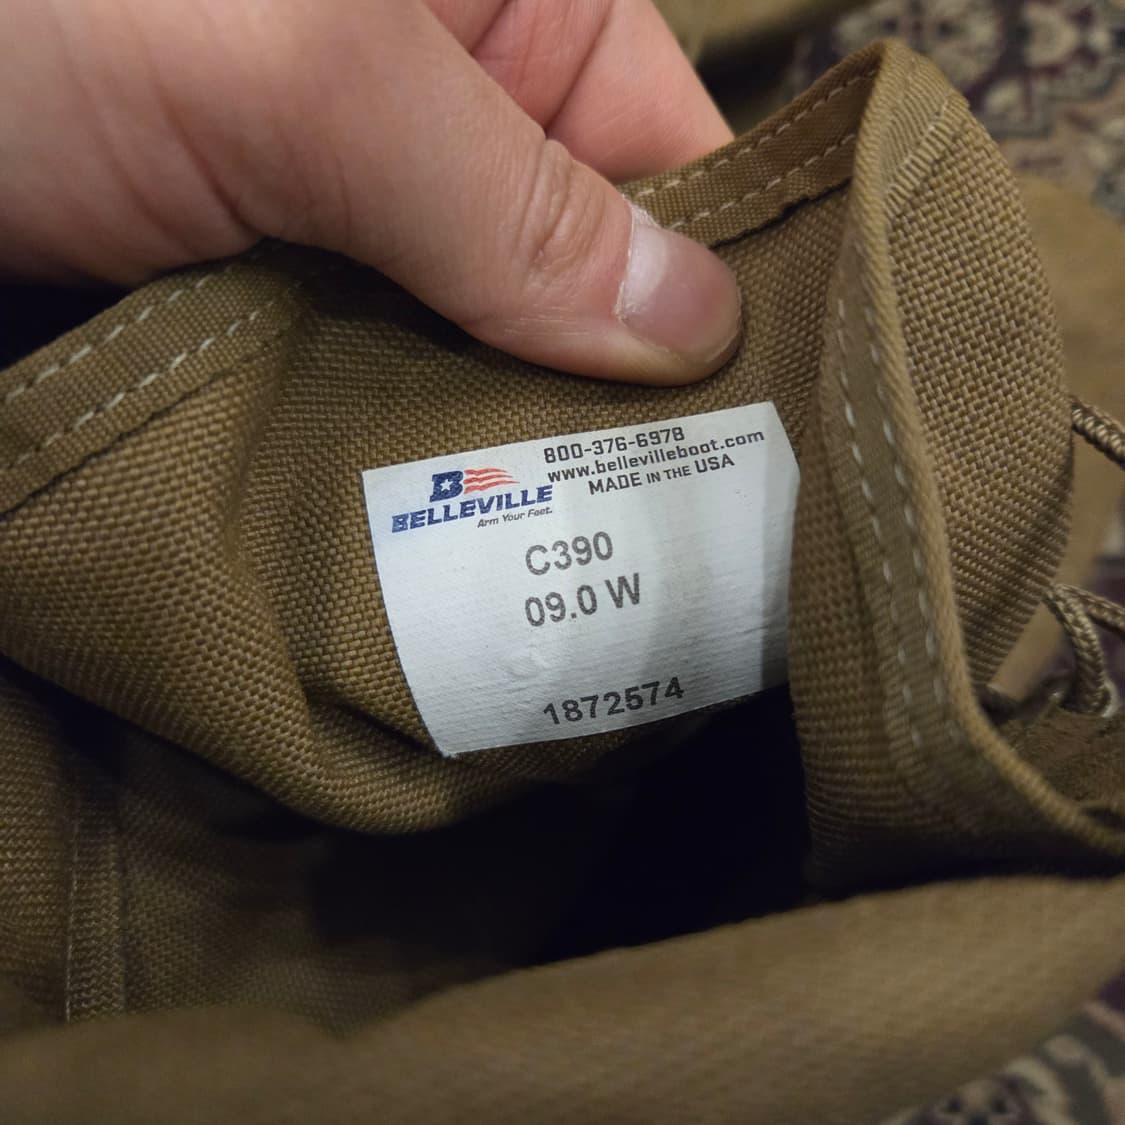 800-376-6978
www.bellevilleboot.com
MADE IN THE USA
B
BELLEVILLE
Arm Your Feet.
C390
09.0 W
1872574